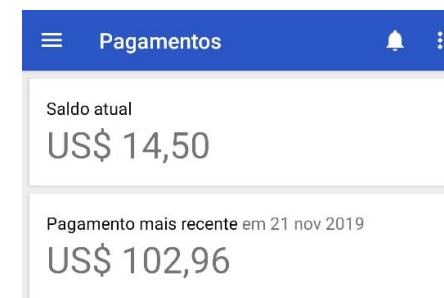 Pagamentos
Saldo atual
US$ 14,50
Pagamento mais recente em 21 nov 2019
US$ 102,96